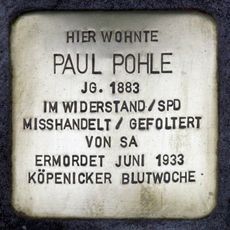 HIER WOHNTE
PAUL POHLE
JG. 1883
IM WIDERSTAND/SPD
MISSHANDELT/GEFOLTERT
VON SA
ERMORDET JUNI 1933
KÖPENICKER BLUTWOCHE